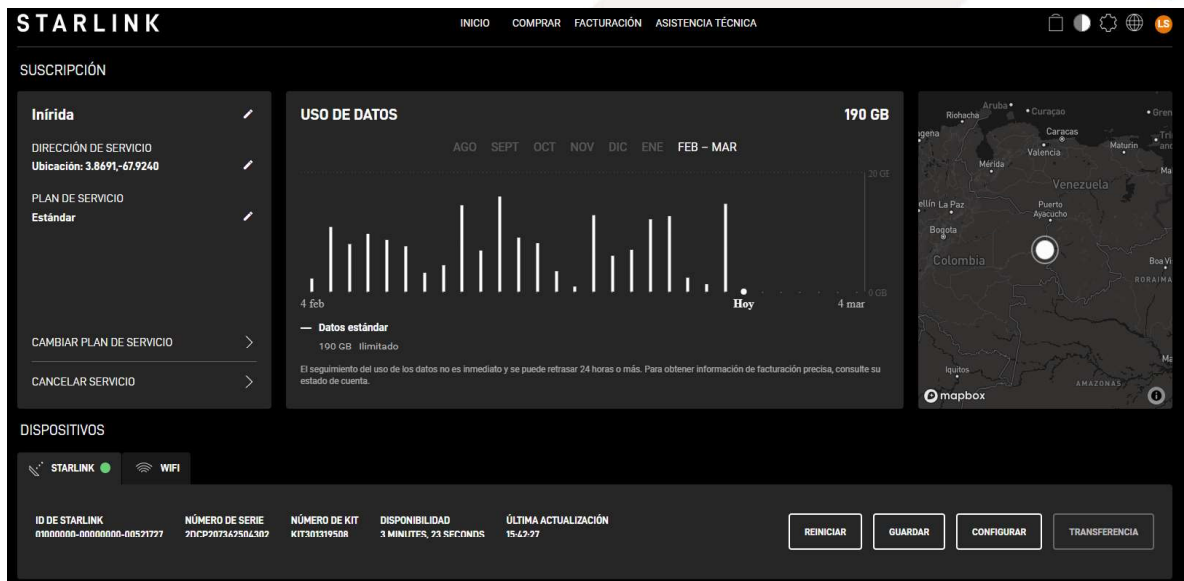 STARLINK
INICIO COMPRAR FACTURACIÓN ASISTENCIA TÉCNICA
LS
SUSCRIPCIÓN
Inírida
DIRECCIÓN DE SERVICIO
Ubicación: 3.8691,-67.9240
PLAN DE SERVICIO
Estándar
CAMBIAR PLAN DE SERVICIO
CANCELAR SERVICIO
USO DE DATOS 190 GB
AGO SEPT OCT NOV DIC ENE FEB – MAR
20 GB
0 GB
4 feb Hoy 4 mar
Datos estándar
190 GB Ilimitado
El seguimiento del uso de los datos no es inmediato y se puede retrasar 24 horas o más. Para obtener información de facturación precisa, consulte su
estado de cuenta.
Aruba
Riohacha Curaçao Gren
Caracas
Valencia Maturín
Mérida
Venezuela
La Paz Puerto
Ayacucho
Bogota
Colombia Boa Vi
RORAIMA
Iquitos
AMAZONAS
mapbox
DISPOSITIVOS
STARLINK WIFI
ID DE STARLINK NÚMERO DE SERIE NÚMERO DE KIT DISPONIBILIDAD ÚLTIMA ACTUALIZACIÓN
01000000-00000000-00521727 2DCP207362504302 KIT301319508 3 MINUTES, 23 SECONDS 15:42:27
REINICIAR GUARDAR CONFIGURAR TRANSFERENCIA